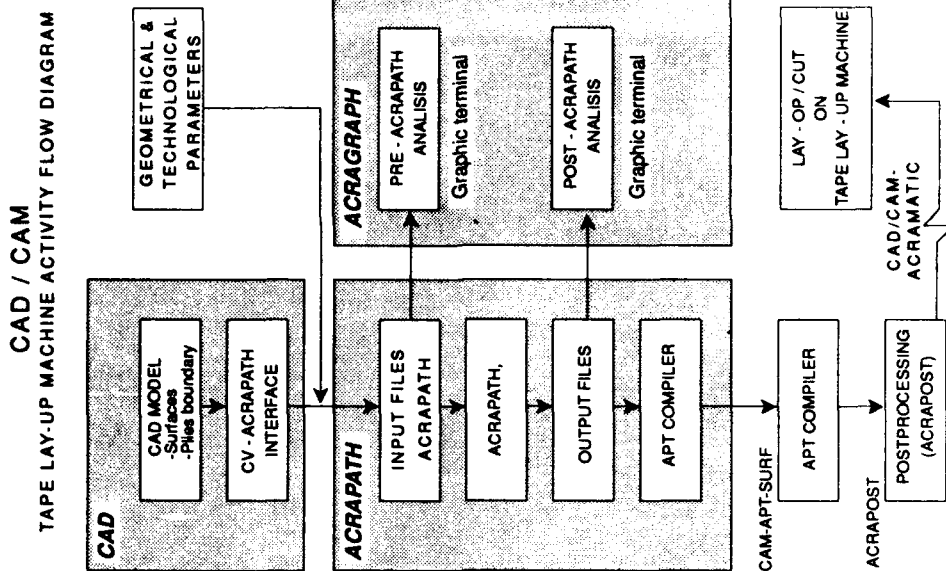 CAD / CAM
TAPE LAY-UP MACHINE ACTIVITY FLOW DIAGRAM
CAD
CAD MODEL
-Surfaces
-Plies boundary
CV - ACRAPATH
INTERFACE
GEOMETRICAL &
TECHNOLOGICAL
PARAMETERS
ACRAPATH
INPUT FILES
ACRAPATH
ACRAPATH,
OUTPUT FILES
APT COMPILER
ACRAGRAPH
PRE - ACRAPATH
ANALISIS
Graphic terminal
POST - ACRAPATH
ANALISIS
Graphic terminal
CAM-APT-SURF
APT COMPILER
ACRAPOST
POSTPROCESSING
(ACRAPOST)
CAD/CAM-
ACRAMATIC
LAY - OP / CUT
ON
TAPE LAY - UP MACHINE